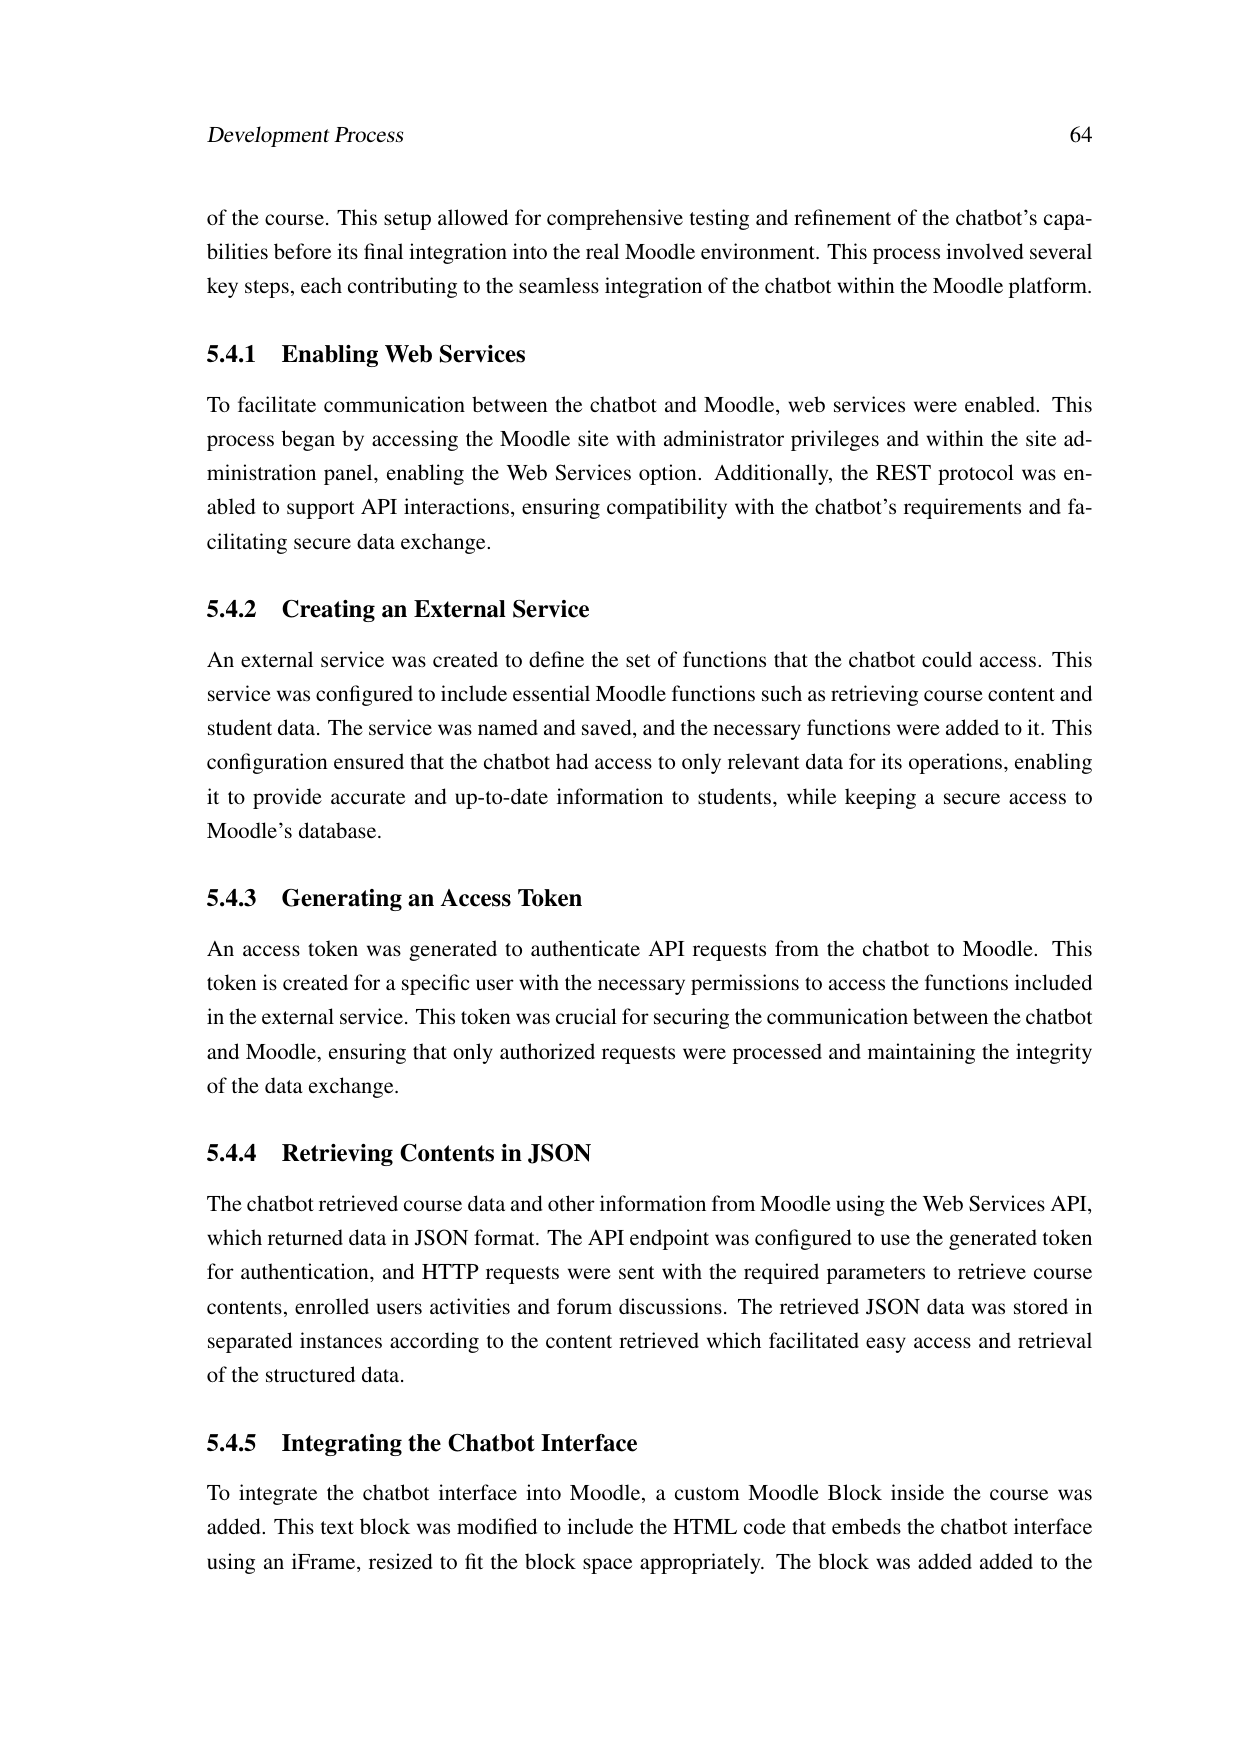 Development Process 64
of the course. This setup allowed for comprehensive testing and refinement of the chatbot’s capa-
bilities before its final integration into the real Moodle environment. This process involved several
key steps, each contributing to the seamless integration of the chatbot within the Moodle platform.
5.4.1 Enabling Web Services
To facilitate communication between the chatbot and Moodle, web services were enabled. This
process began by accessing the Moodle site with administrator privileges and within the site ad-
ministration panel, enabling the Web Services option. Additionally, the REST protocol was en-
abled to support API interactions, ensuring compatibility with the chatbot’s requirements and fa-
cilitating secure data exchange.
5.4.2 Creating an External Service
An external service was created to define the set of functions that the chatbot could access. This
service was configured to include essential Moodle functions such as retrieving course content and
student data. The service was named and saved, and the necessary functions were added to it. This
configuration ensured that the chatbot had access to only relevant data for its operations, enabling
it to provide accurate and up-to-date information to students, while keeping a secure access to
Moodle’s database.
5.4.3 Generating an Access Token
An access token was generated to authenticate API requests from the chatbot to Moodle. This
token is created for a specific user with the necessary permissions to access the functions included
in the external service. This token was crucial for securing the communication between the chatbot
and Moodle, ensuring that only authorized requests were processed and maintaining the integrity
of the data exchange.
5.4.4 Retrieving Contents in JSON
The chatbot retrieved course data and other information from Moodle using the Web Services API,
which returned data in JSON format. The API endpoint was configured to use the generated token
for authentication, and HTTP requests were sent with the required parameters to retrieve course
contents, enrolled users activities and forum discussions. The retrieved JSON data was stored in
separated instances according to the content retrieved which facilitated easy access and retrieval
of the structured data.
5.4.5 Integrating the Chatbot Interface
To integrate the chatbot interface into Moodle, a custom Moodle Block inside the course was
added. This text block was modified to include the HTML code that embeds the chatbot interface
using an iFrame, resized to fit the block space appropriately. The block was added added to the